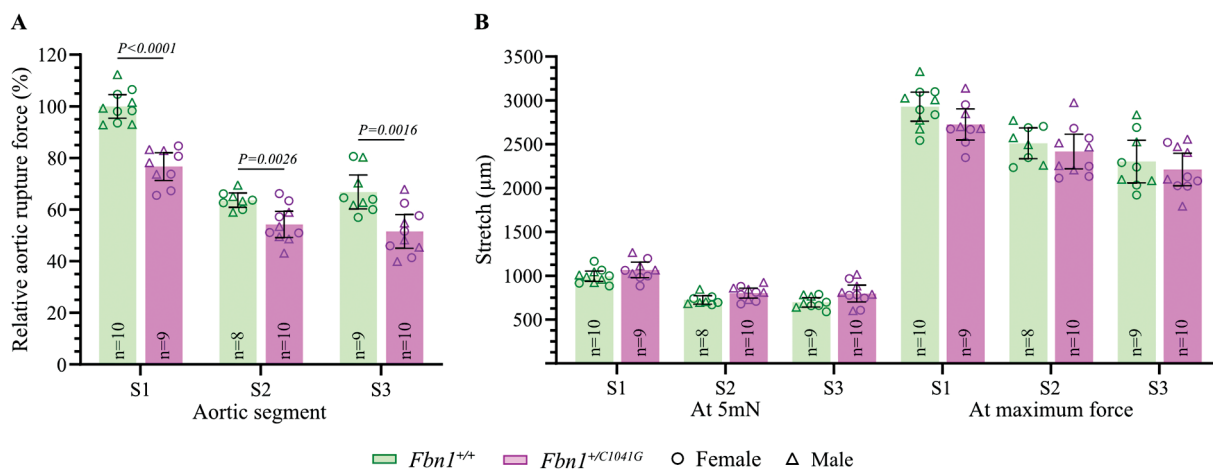 A
Relative aortic rupture force (%)
120
100
80
60
40
20
0
P<0.0001
P=0.0026
P=0.0016
n=10
n=9
n=8
n=10
n=9
n=10
S1
S2
S3
Aortic segment
B
Stretch (µm)
3500
3000
2500
2000
1500
1000
500
n=10
n=9
n=8
n=10
n=9
n=10
n=10
n=9
n=8
n=10
n=9
n=10
S1
S2
S3
S1
S2
S3
At 5mN
At maximum force
Fbn1+/+
Fbn1+/C1041G
Female
Male